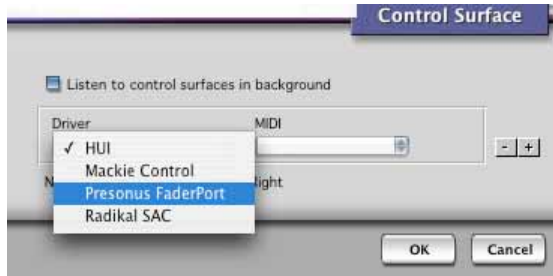 Control Surface
Listen to control surfaces in background
Driver MIDI
✓ HUI
Mackie Control
Presonus FaderPort
Radikal SAC
- +
OK Cancel